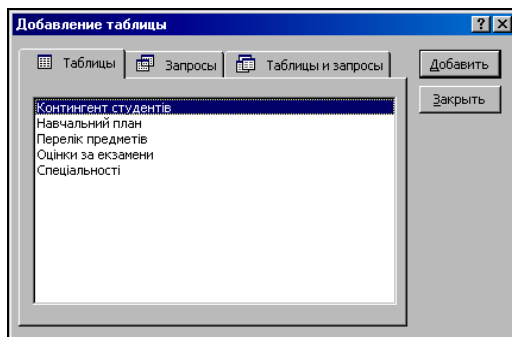 Добавление таблицы
Таблицы Запросы Таблицы и запросы
Добавить
Закрыть
Контингент студентів
Навчальний план
Перелік предметів
Оцінки за екзамени
Спеціальності